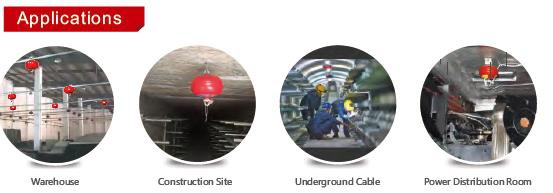 Applications
Warehouse
Construction Site
Underground Cable
Power Distribution Room